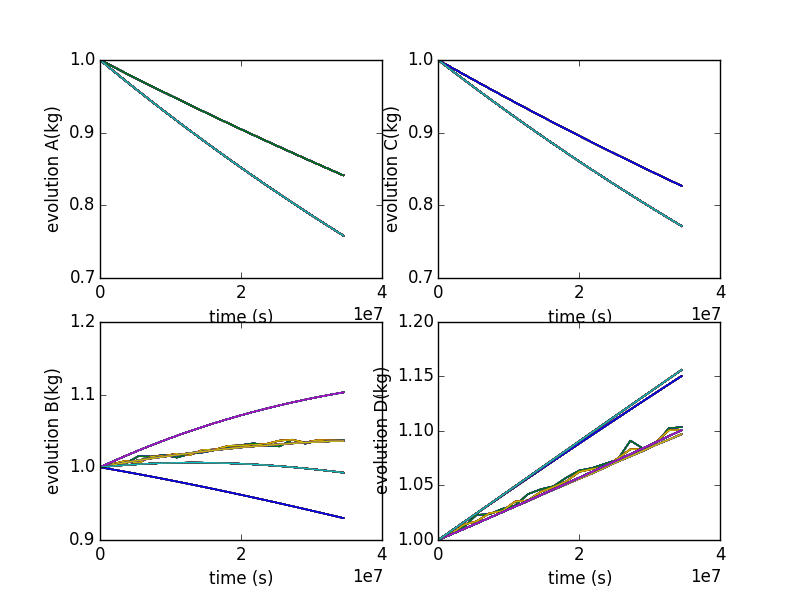 1.0
0.9
0.8
0.7
evolution A(kg)
0
2
4
time (s)
1e7
1.0
0.9
0.8
0.7
evolution C(kg)
0
2
4
time (s)
1e7
1.2
1.1
1.0
0.9
evolution B(kg)
0
2
4
time (s)
1e7
1.20
1.15
1.10
1.05
1.00
evolution D(kg)
0
2
4
time (s)
1e7